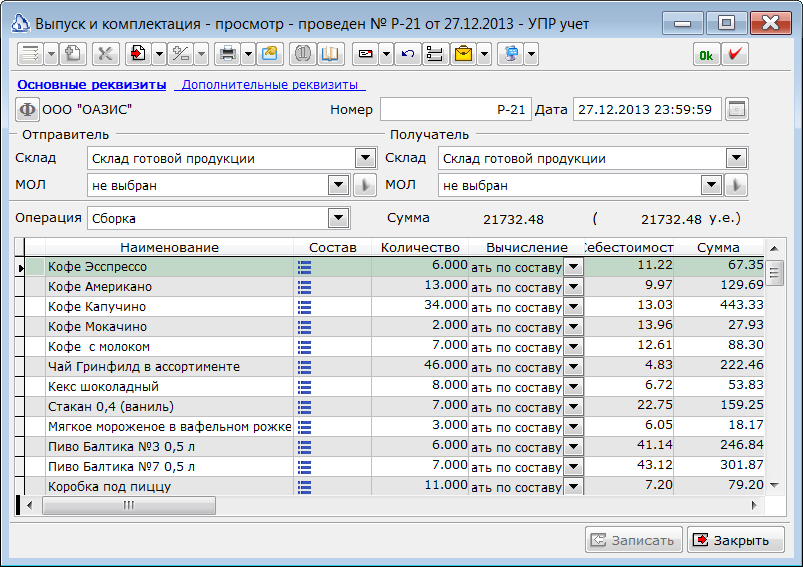 Выпуск и комплектация - просмотр - проведен № Р-21 от 27.12.2013 - УПР учет
Ok
Основные реквизиты Дополнительные реквизиты
Ф ООО "ОАЗИС" Номер Р-21 Дата 27.12.2013 23:59:59
Отправитель Получатель
Склад Склад готовой продукции Склад Склад готовой продукции
МОЛ не выбран МОЛ не выбран
Операция Сборка Сумма 21732.48 ( 21732.48 у.е.)
Наименование Состав Количество Вычисление Себестоимост Сумма
Кофе Эсспрессо 6.000 ать по составу 11.22 67.35
Кофе Американо 13.000 ать по составу 9.97 129.69
Кофе Капучино 34.000 ать по составу 13.03 443.33
Кофе Мокачино 2.000 ать по составу 13.96 27.93
Кофе с молоком 7.000 ать по составу 12.61 88.30
Чай Гринфилд в ассортименте 46.000 ать по составу 4.83 222.46
Кекс шоколадный 8.000 ать по составу 6.72 53.83
Стакан 0,4 (ваниль) 7.000 ать по составу 22.75 159.25
Мягкое мороженое в вафельном рожке 3.000 ать по составу 6.05 18.17
Пиво Балтика №3 0,5 л 6.000 ать по составу 41.14 246.84
Пиво Балтика №7 0,5 л 7.000 ать по составу 43.12 301.87
Коробка под пиццу 11.000 ать по составу 7.20 79.20
Записать Закрыть